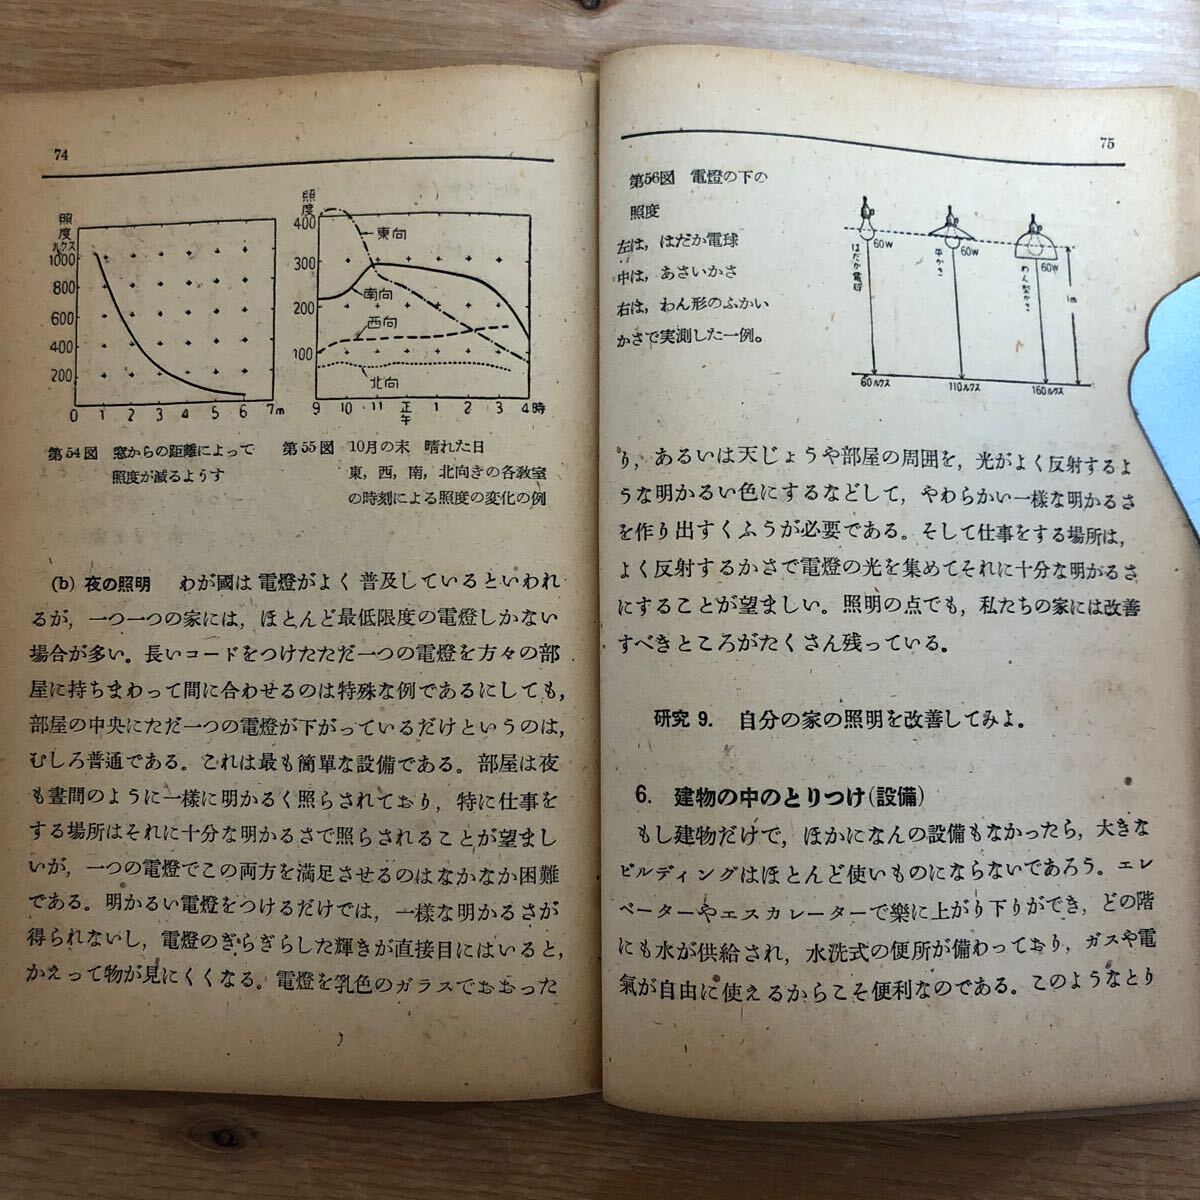 74
照度
ルクス
1000
800
600
400
200
0
1
2
3
4
5
6
7m
照度
400
300
200
100
東向
南向
西向
北向
9
10
11
正午
1
2
3
4時
第54図 窓からの距離によって
照度が減るようす
第55図 10月の末 晴れた日
東，西，南，北向きの各教室
の時刻による照度の変化の例
(b) 夜の照明 わが國は電燈がよく普及しているといわれ
るが，一つ一つの家には，ほとんど最低限度の電燈しかない
場合が多い。長いコードをつけたただ一つの電燈を方々の部
屋に持ちまわって間に合わせるのは特殊な例であるにしても，
部屋の中央にただ一つの電燈が下がっているだけというのは，
むしろ普通である。これは最も簡單な設備である。部屋は夜
も晝間のように一様に明かるく照らされており，特に仕事を
する場所はそれに十分な明かるさで照らされることが望まし
いが，一つの電燈でこの両方を満足させるのはなかなか困難
である。明かるい電燈をつけるだけでは，一様な明かるさが
得られないし，電燈のぎらぎらした輝きが直接目にはいると，
かえって物が見にくくなる。電燈を乳色のガラスでおおった
75
第56図 電燈の下の
照度
左は，はだか電球
中は，あさいかさ
右は，わん形のふかい
かさで実測した一例。
60W
はだか電球
60W
平かさ
60W
わん型かさ
1m
60ルクス
110ルクス
160ルクス
り，あるいは天じょうや部屋の周囲を，光がよく反射するよ
うな明かるい色にするなどして，やわらかい一様な明かるさ
を作り出すくふうが必要である。そして仕事をする場所は，
よく反射するかさで電燈の光を集めてそれに十分な明かるさ
にすることが望ましい。照明の点でも，私たちの家には改善
すべきところがたくさん残っている。
研究 9. 自分の家の照明を改善してみよ。
6. 建物の中のとりつけ(設備)
もし建物だけで，ほかになんの設備もなかったら，大きな
ビルディングはほとんど使いものにならないであろう。エレ
ベーターやエスカレーターで樂に上がり下りができ，どの階
にも水が供給され，水洗式の便所が備わっており，ガスや電
氣が自由に使えるからこそ便利なのである。このようなとり